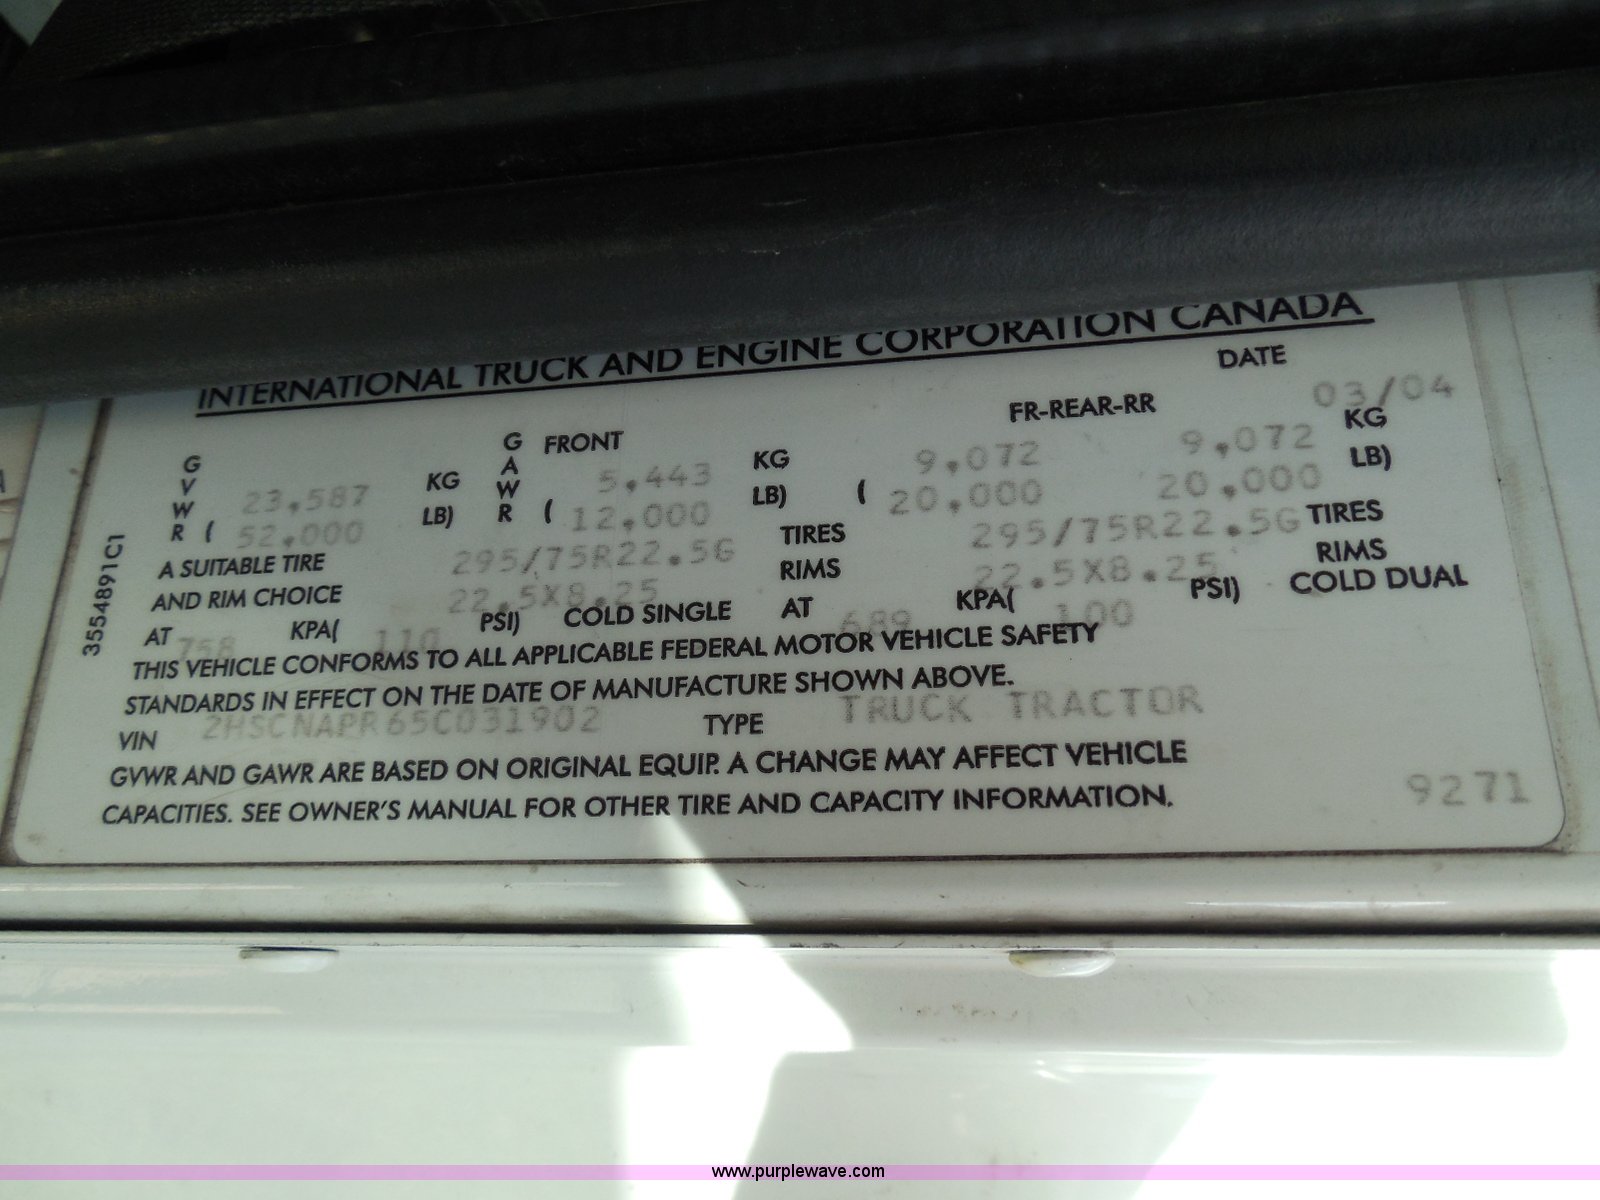 INTERNATIONAL TRUCK AND ENGINE CORPORATION CANADA
DATE
03/04
GVWR
23,587 KG
( 52,000 LB)
GAWR
FRONT
5,443 KG
( 12,000 LB)
FR-REAR-RR
9,072 9,072 KG
( 20,000 20,000 LB)
A SUITABLE TIRE 295/75R22.5G TIRES 295/75R22.5G TIRES
AND RIM CHOICE 22.5X8.25 RIMS 22.5X8.25 RIMS
AT 758 KPA( 110 PSI) COLD SINGLE AT 689 KPA( 100 PSI) COLD DUAL
THIS VEHICLE CONFORMS TO ALL APPLICABLE FEDERAL MOTOR VEHICLE SAFETY
STANDARDS IN EFFECT ON THE DATE OF MANUFACTURE SHOWN ABOVE.
VIN 2HSCNAPR65C031902 TYPE TRUCK TRACTOR
GVWR AND GAWR ARE BASED ON ORIGINAL EQUIP. A CHANGE MAY AFFECT VEHICLE
CAPACITIES. SEE OWNER'S MANUAL FOR OTHER TIRE AND CAPACITY INFORMATION.
9271
3554891C1
www.purplewave.com